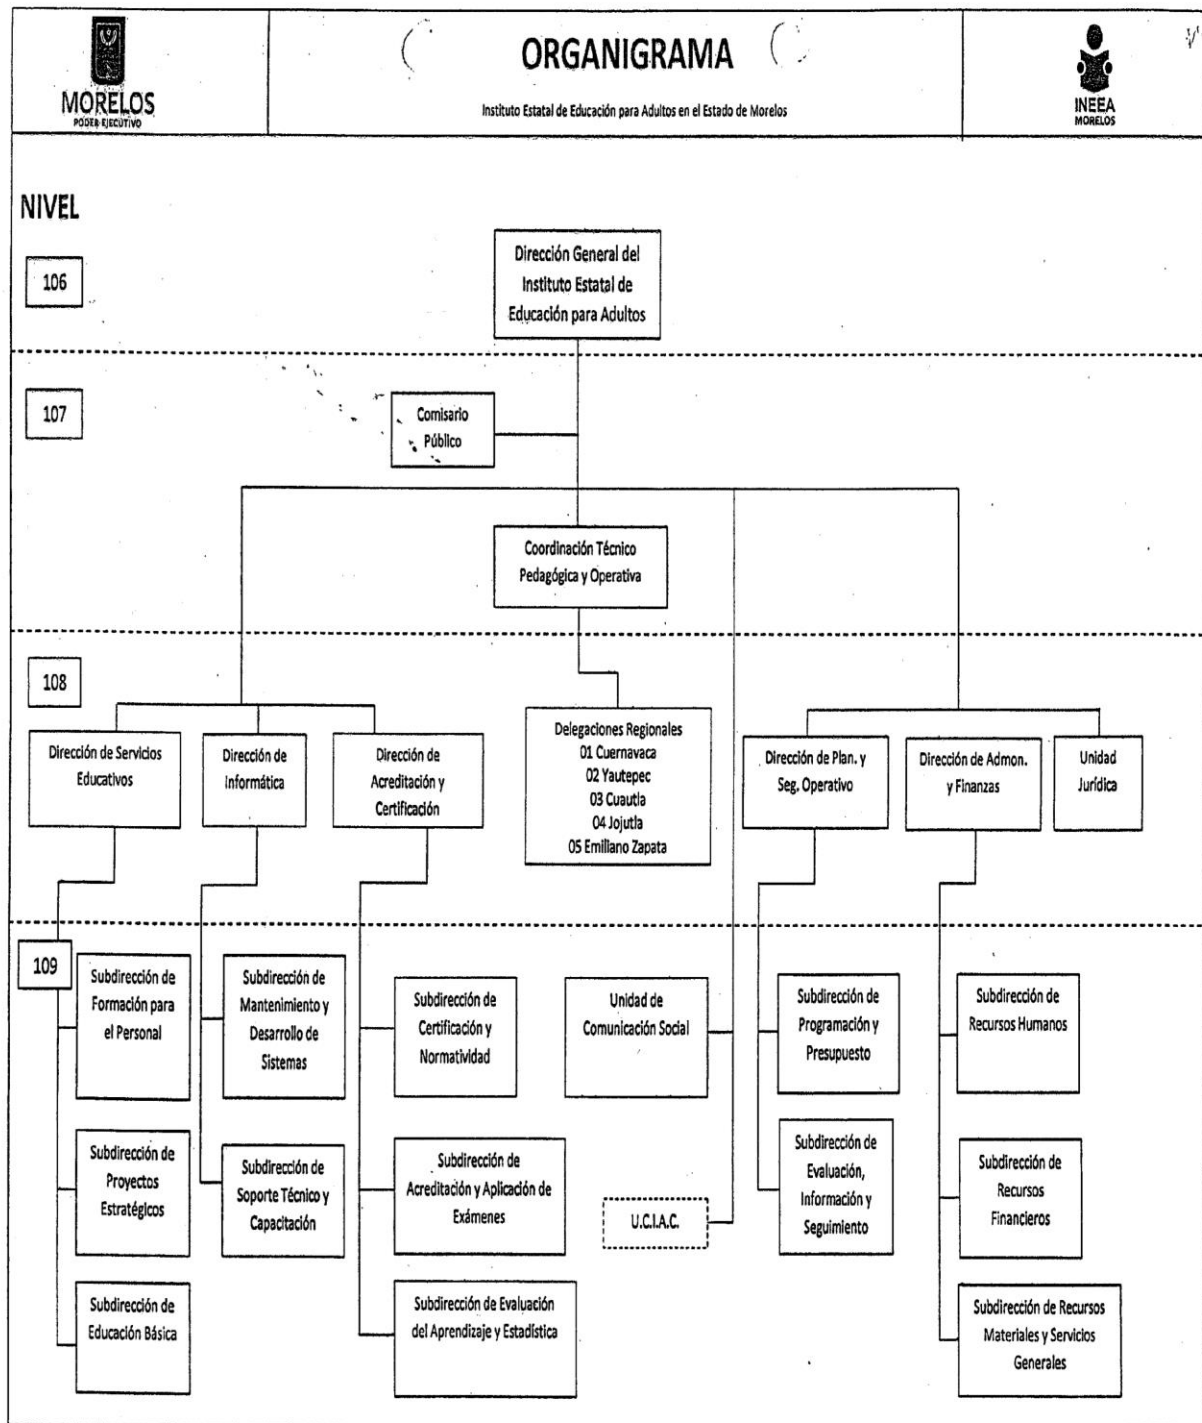 MORELOS
PODER EJECUTIVO
ORGANIGRAMA
Instituto Estatal de Educación para Adultos en el Estado de Morelos
INEEA
MORELOS
NIVEL
106
Dirección General del
Instituto Estatal de
Educación para Adultos
107
Comisario
Público
Coordinación Técnico
Pedagógica y Operativa
108
Dirección de Servicios
Educativos
Dirección de
Informática
Dirección de
Acreditación y
Certificación
Delegaciones Regionales
01 Cuernavaca
02 Yautepec
03 Cuautla
04 Jojutla
05 Emiliano Zapata
Dirección de Plan. y
Seg. Operativo
Dirección de Admon.
y Finanzas
Unidad
Jurídica
109
Subdirección de
Formación para
el Personal
Subdirección de
Mantenimiento y
Desarrollo de
Sistemas
Subdirección de
Certificación y
Normatividad
Unidad de
Comunicación Social
Subdirección de
Programación y
Presupuesto
Subdirección de
Recursos Humanos
Subdirección de
Proyectos
Estratégicos
Subdirección de
Soporte Técnico y
Capacitación
Subdirección de
Acreditación y Aplicación de
Exámenes
U.C.I.A.C.
Subdirección de
Evaluación,
Información y
Seguimiento
Subdirección de
Recursos
Financieros
Subdirección de
Educación Básica
Subdirección de Evaluación
del Aprendizaje y Estadística
Subdirección de Recursos
Materiales y Servicios
Generales